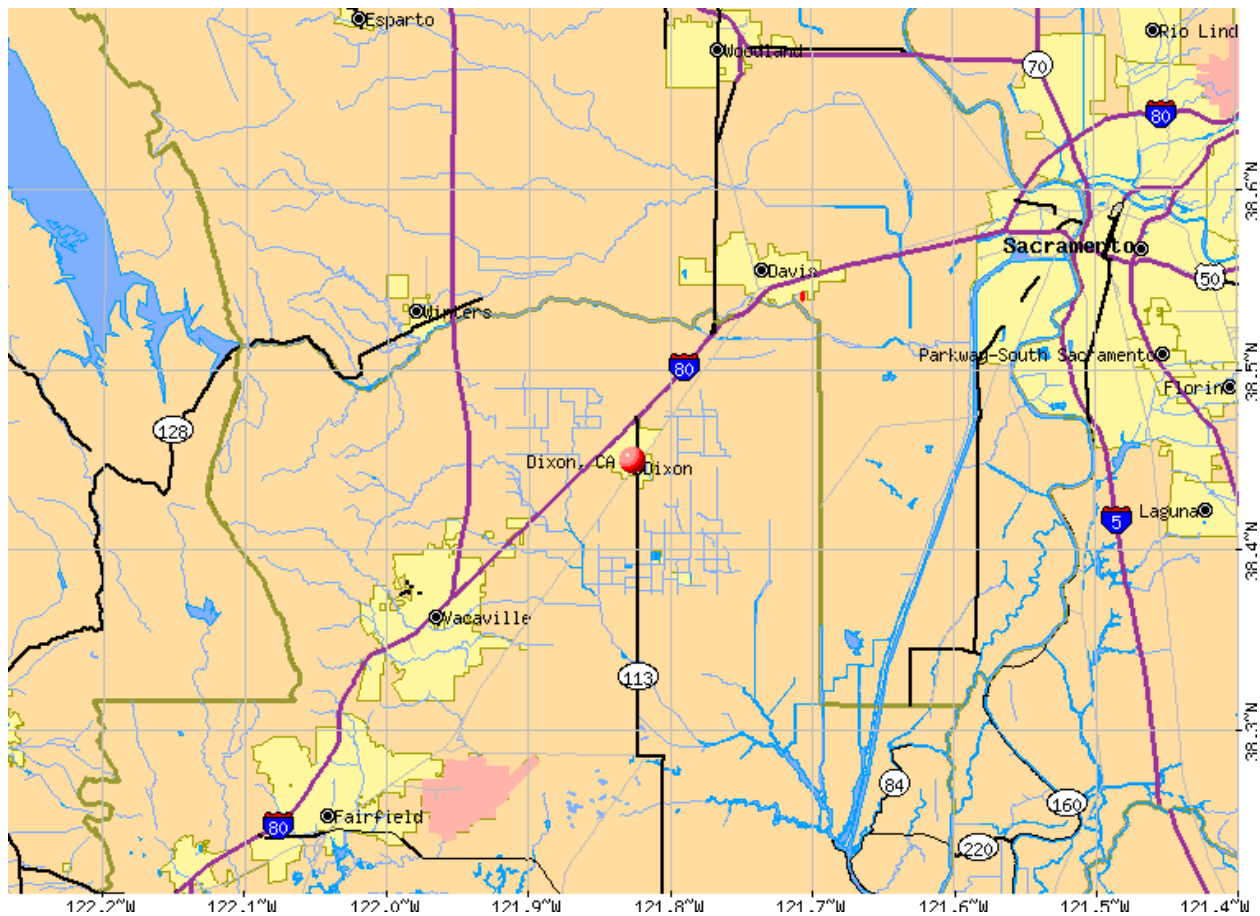 Esparto
Woodland
Rio Lind
70
80
38.6°N
Sacramento
Davis
50
Winters
Parkway-South Sacramento
80
38.5°N
Florin
128
Dixon, CA
Dixon
Laguna
5
38.4°N
Vacaville
113
38.3°N
84
160
Fairfield
80
220
122.2°W 122.1°W 122.0°W 121.9°W 121.8°W 121.7°W 121.6°W 121.5°W 121.4°W